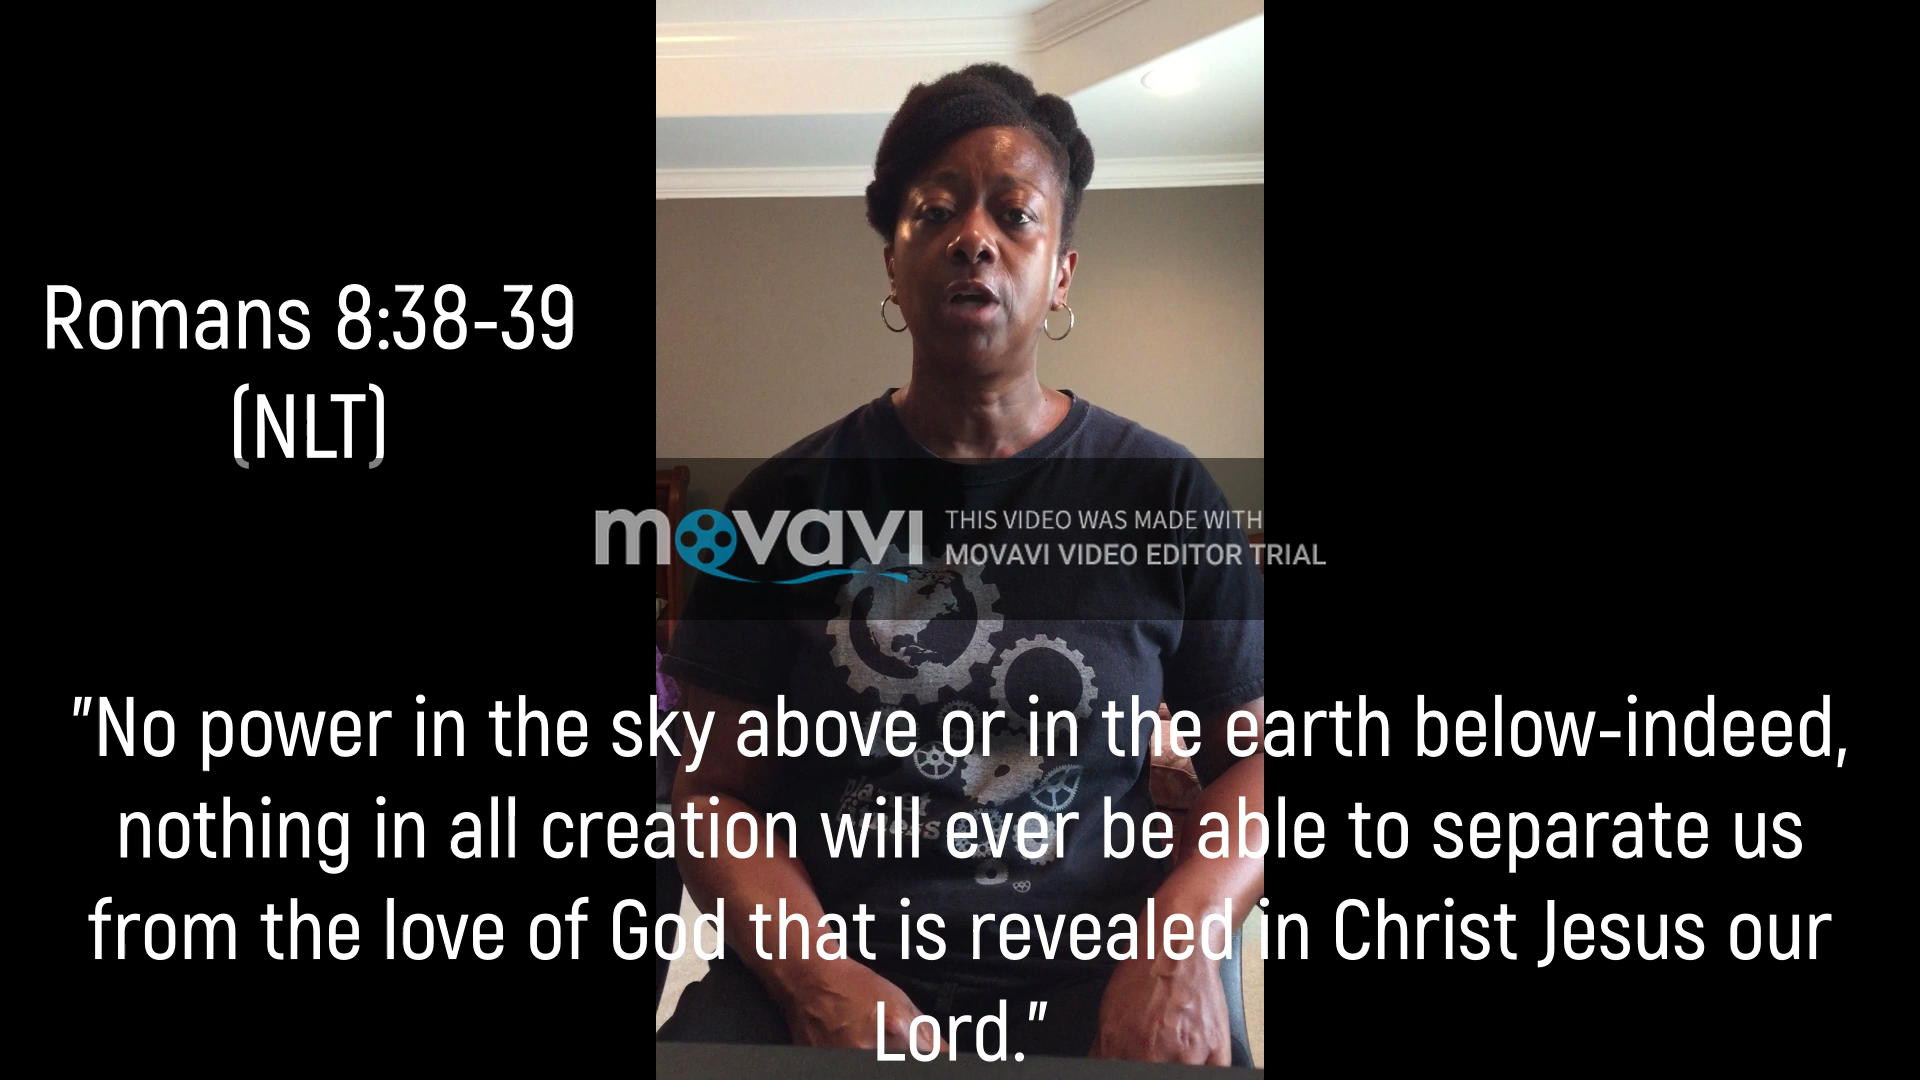 Romans 8:38-39
(NLT)
movavi
THIS VIDEO WAS MADE WITH
MOVAVI VIDEO EDITOR TRIAL
"No power in the sky above or in the earth below-indeed,
nothing in all creation will ever be able to separate us
from the love of God that is revealed in Christ Jesus our
Lord."